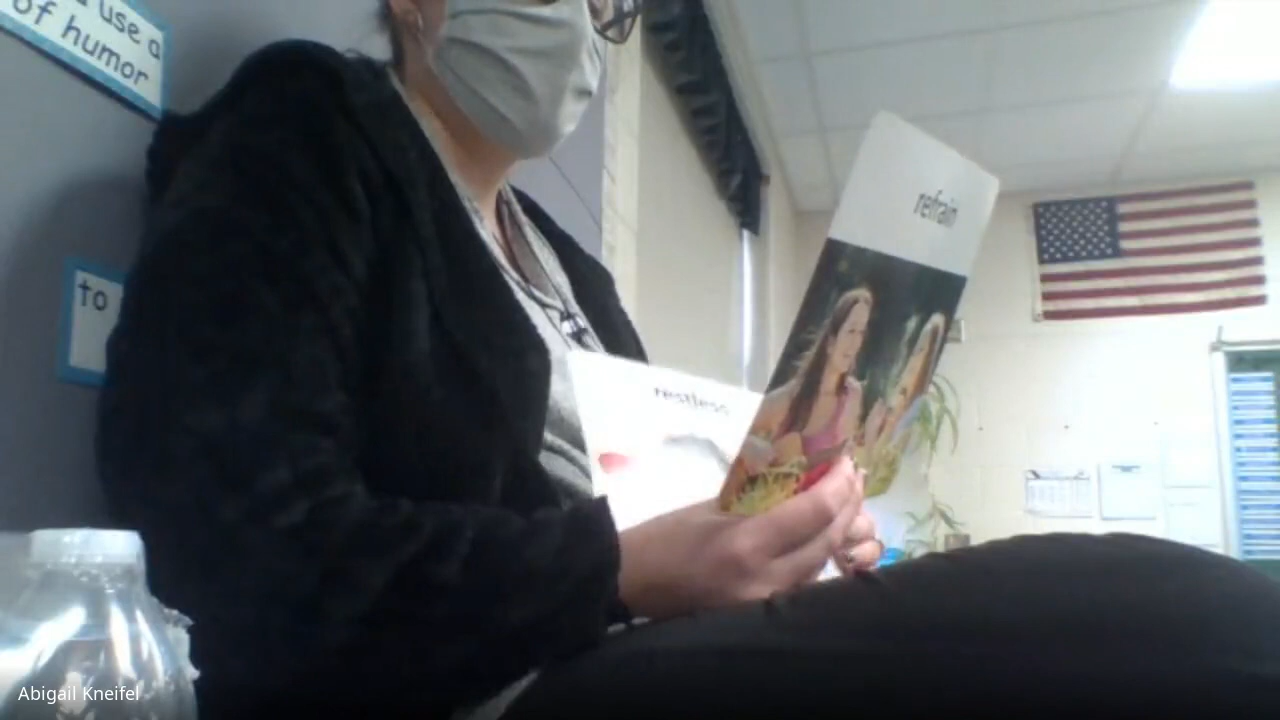 use a
of humor
to
refrain
restless
Abigail Kneifel